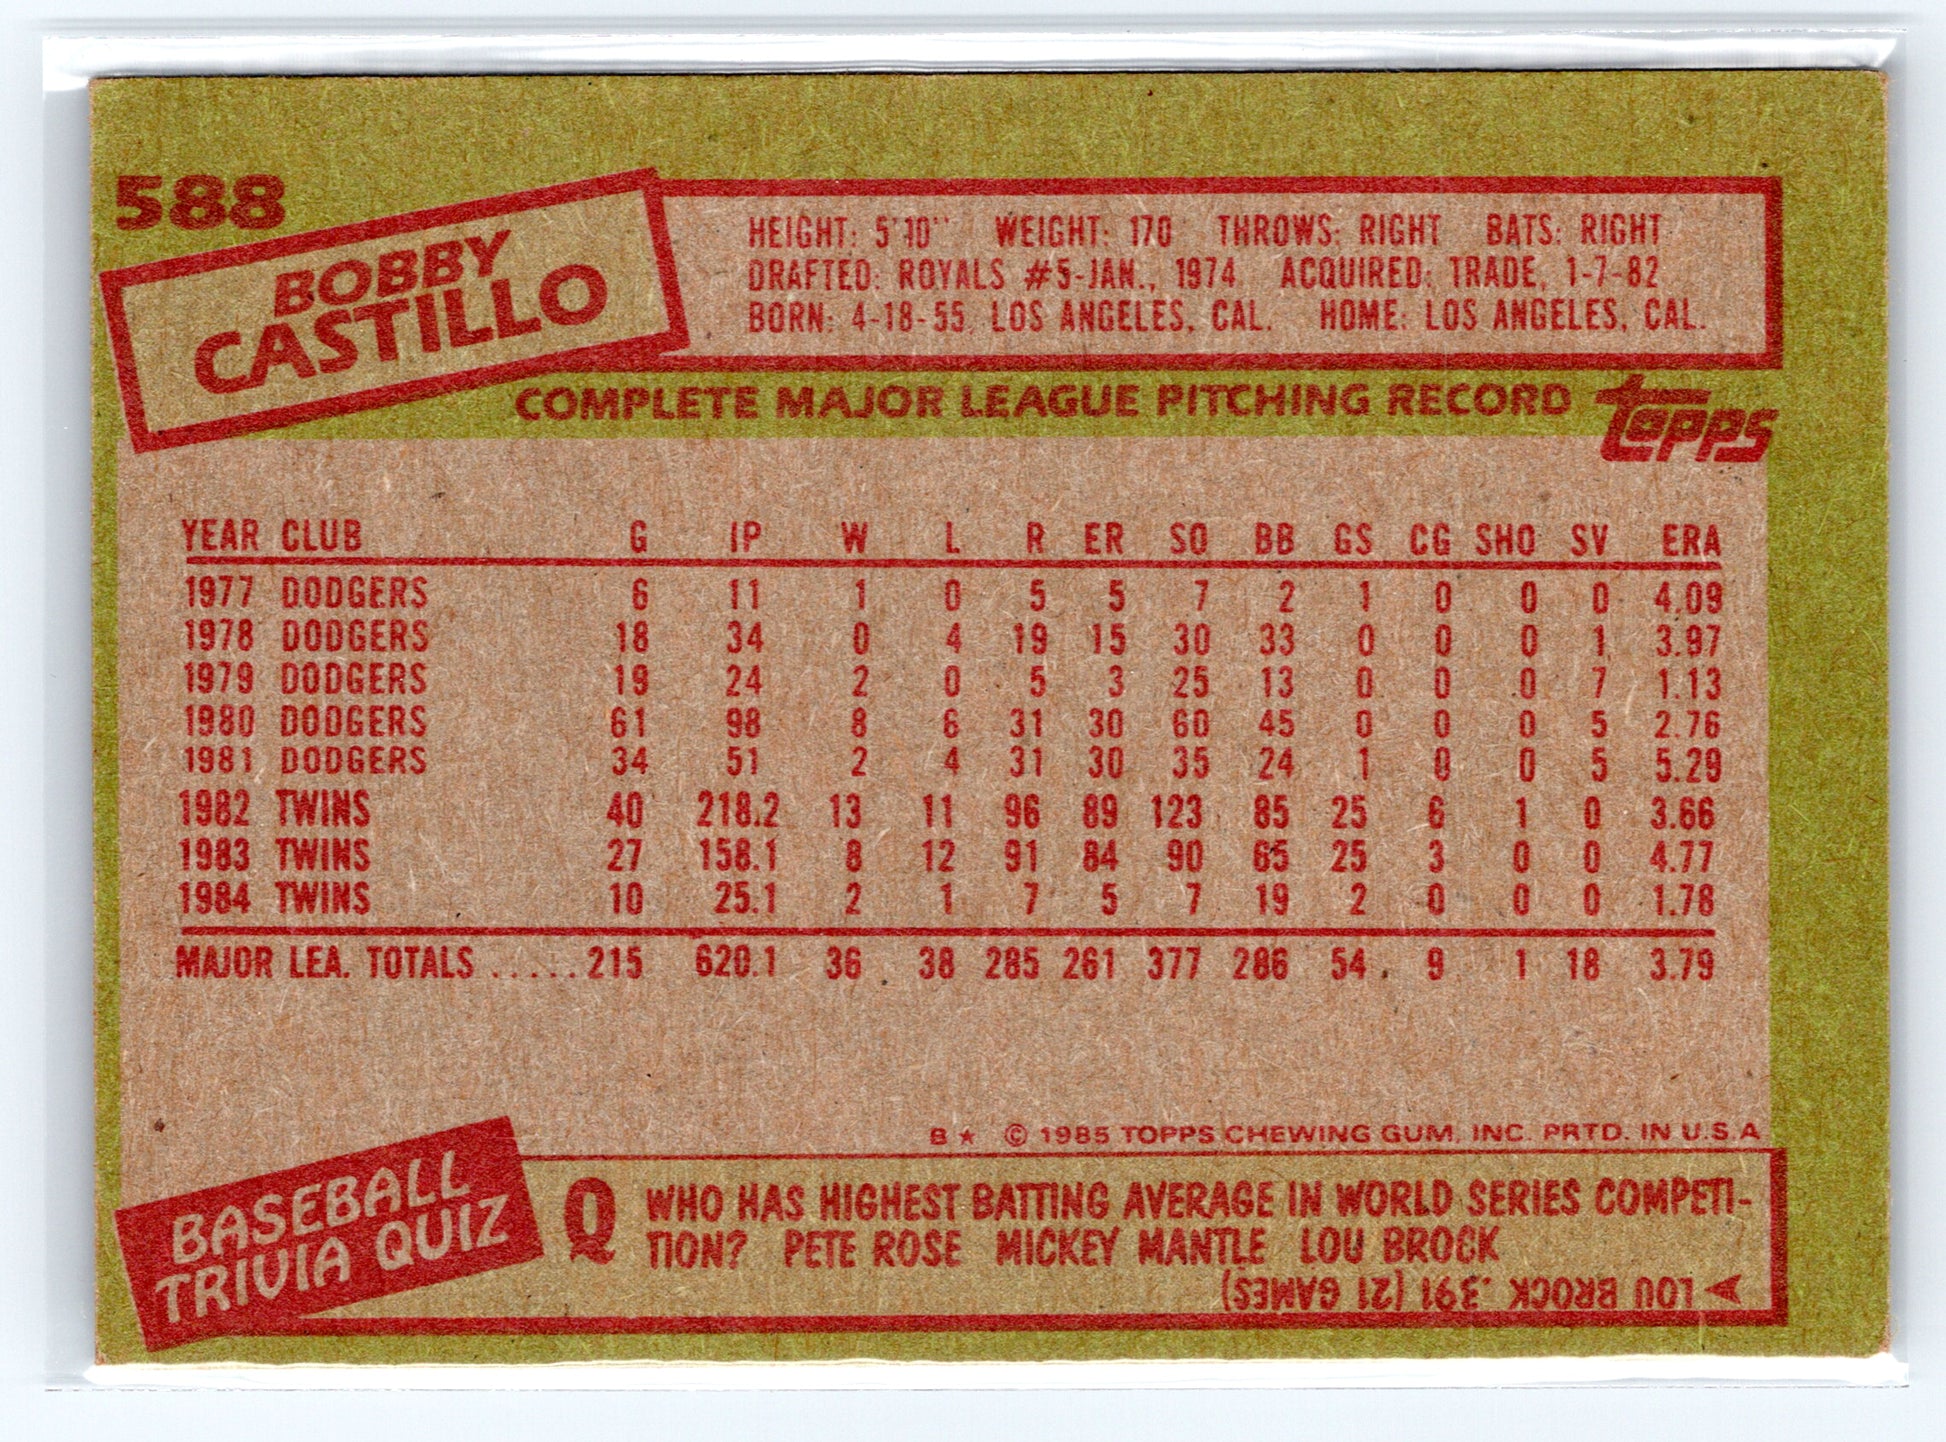 588
BOBBY
CASTILLO
HEIGHT: 5'10" WEIGHT: 170 THROWS: RIGHT BATS: RIGHT
DRAFTED: ROYALS #5-JAN., 1974 ACQUIRED: TRADE, 1-7-82
BORN: 4-18-55, LOS ANGELES, CAL. HOME: LOS ANGELES, CAL.
COMPLETE MAJOR LEAGUE PITCHING RECORD
topps
YEAR CLUB G IP W L R ER SO BB GS CG SHO SV ERA
1977 DODGERS 6 11 1 0 5 5 7 2 1 0 0 0 4.09
1978 DODGERS 18 34 0 4 19 15 30 33 0 0 0 1 3.97
1979 DODGERS 19 24 2 0 5 3 25 13 0 0 0 7 1.13
1980 DODGERS 61 98 8 6 31 30 60 45 0 0 0 5 2.76
1981 DODGERS 34 51 2 4 31 30 35 24 1 0 0 5 5.29
1982 TWINS 40 218.2 13 11 96 89 123 85 25 6 1 0 3.66
1983 TWINS 27 158.1 8 12 91 84 90 65 25 3 0 0 4.77
1984 TWINS 10 25.1 2 1 7 5 7 19 2 0 0 0 1.78
MAJOR LEA. TOTALS ..... 215 620.1 36 38 285 261 377 286 54 9 1 18 3.79
B★ © 1985 TOPPS CHEWING GUM, INC. PRTD. IN U.S.A
BASEBALL
TRIVIA QUIZ
Q WHO HAS HIGHEST BATTING AVERAGE IN WORLD SERIES COMPETI-
TION? PETE ROSE MICKEY MANTLE LOU BROCK
LOU BROCK .391 (21 GAMES)